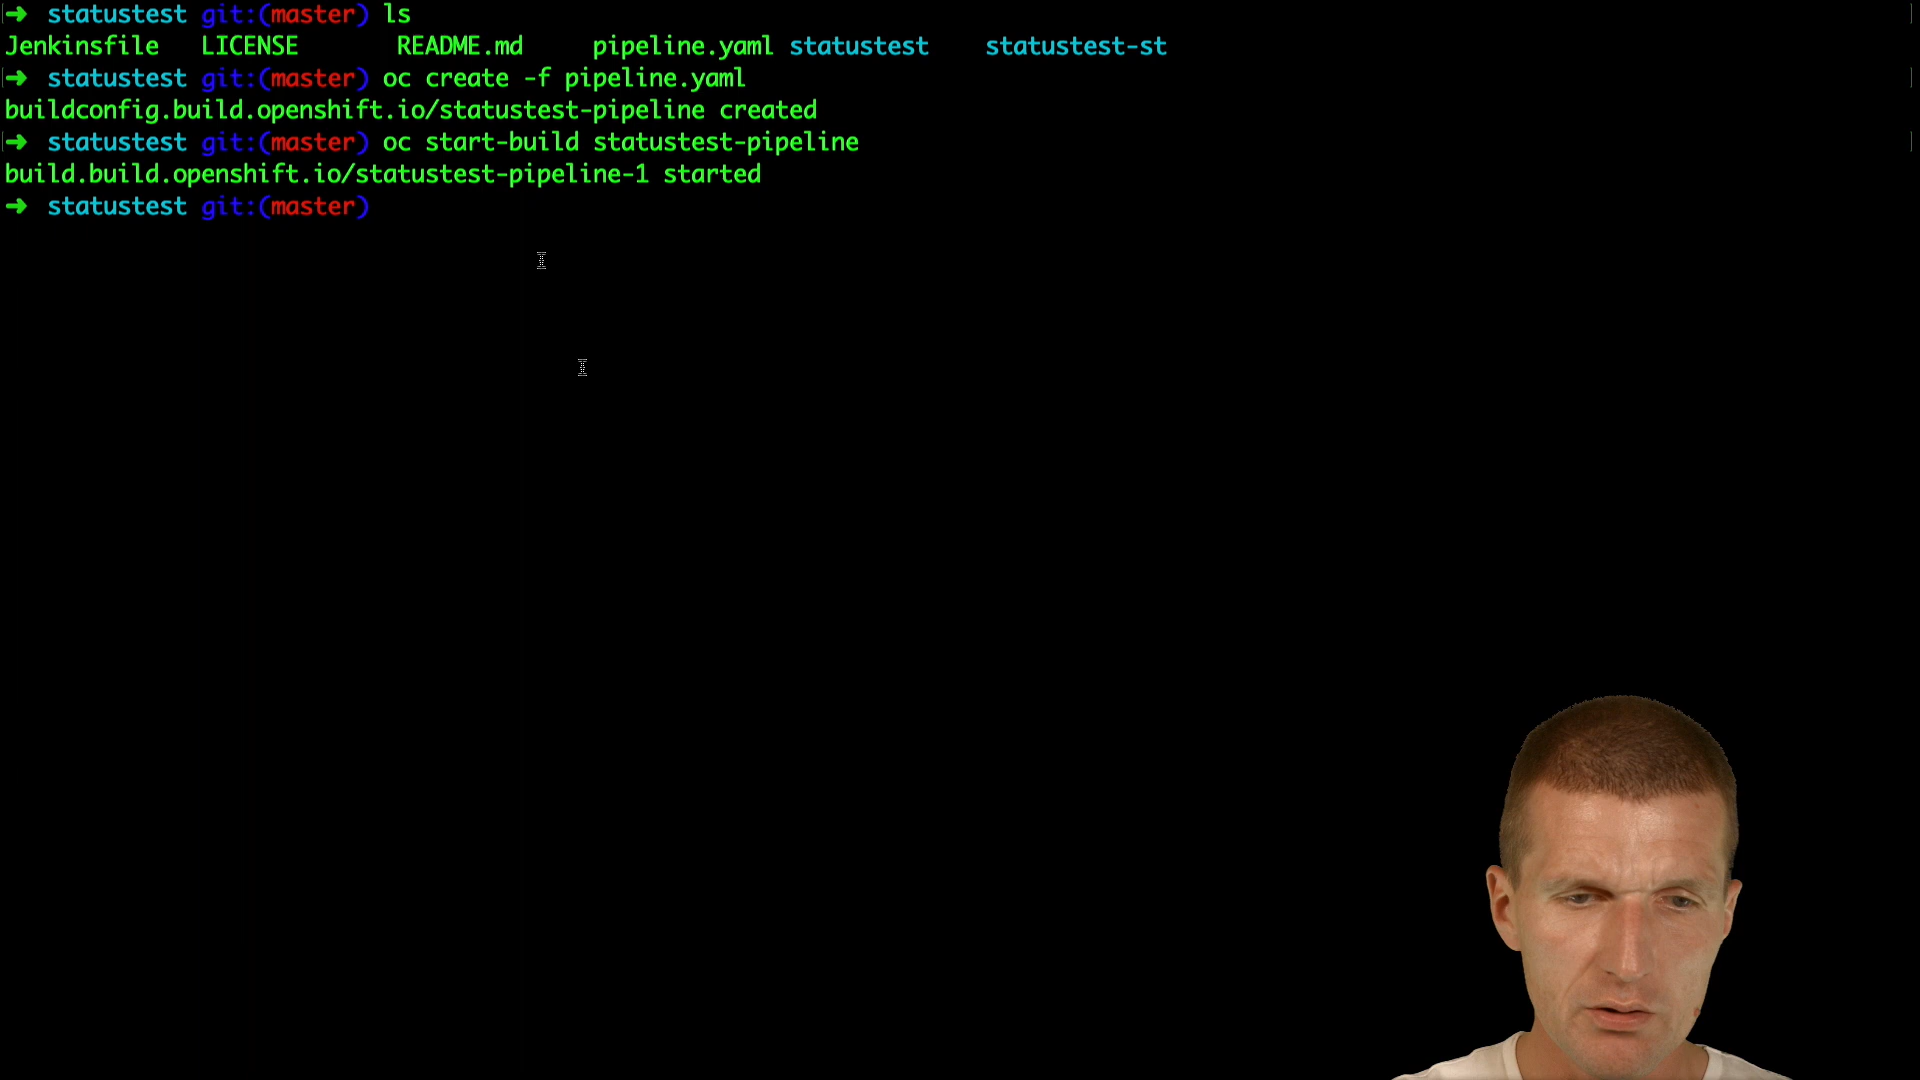 ➜ statustest git:(master) ls
Jenkinsfile LICENSE README.md pipeline.yaml statustest statustest-st
➜ statustest git:(master) oc create -f pipeline.yaml
buildconfig.build.openshift.io/statustest-pipeline created
➜ statustest git:(master) oc start-build statustest-pipeline
build.build.openshift.io/statustest-pipeline-1 started
➜ statustest git:(master)